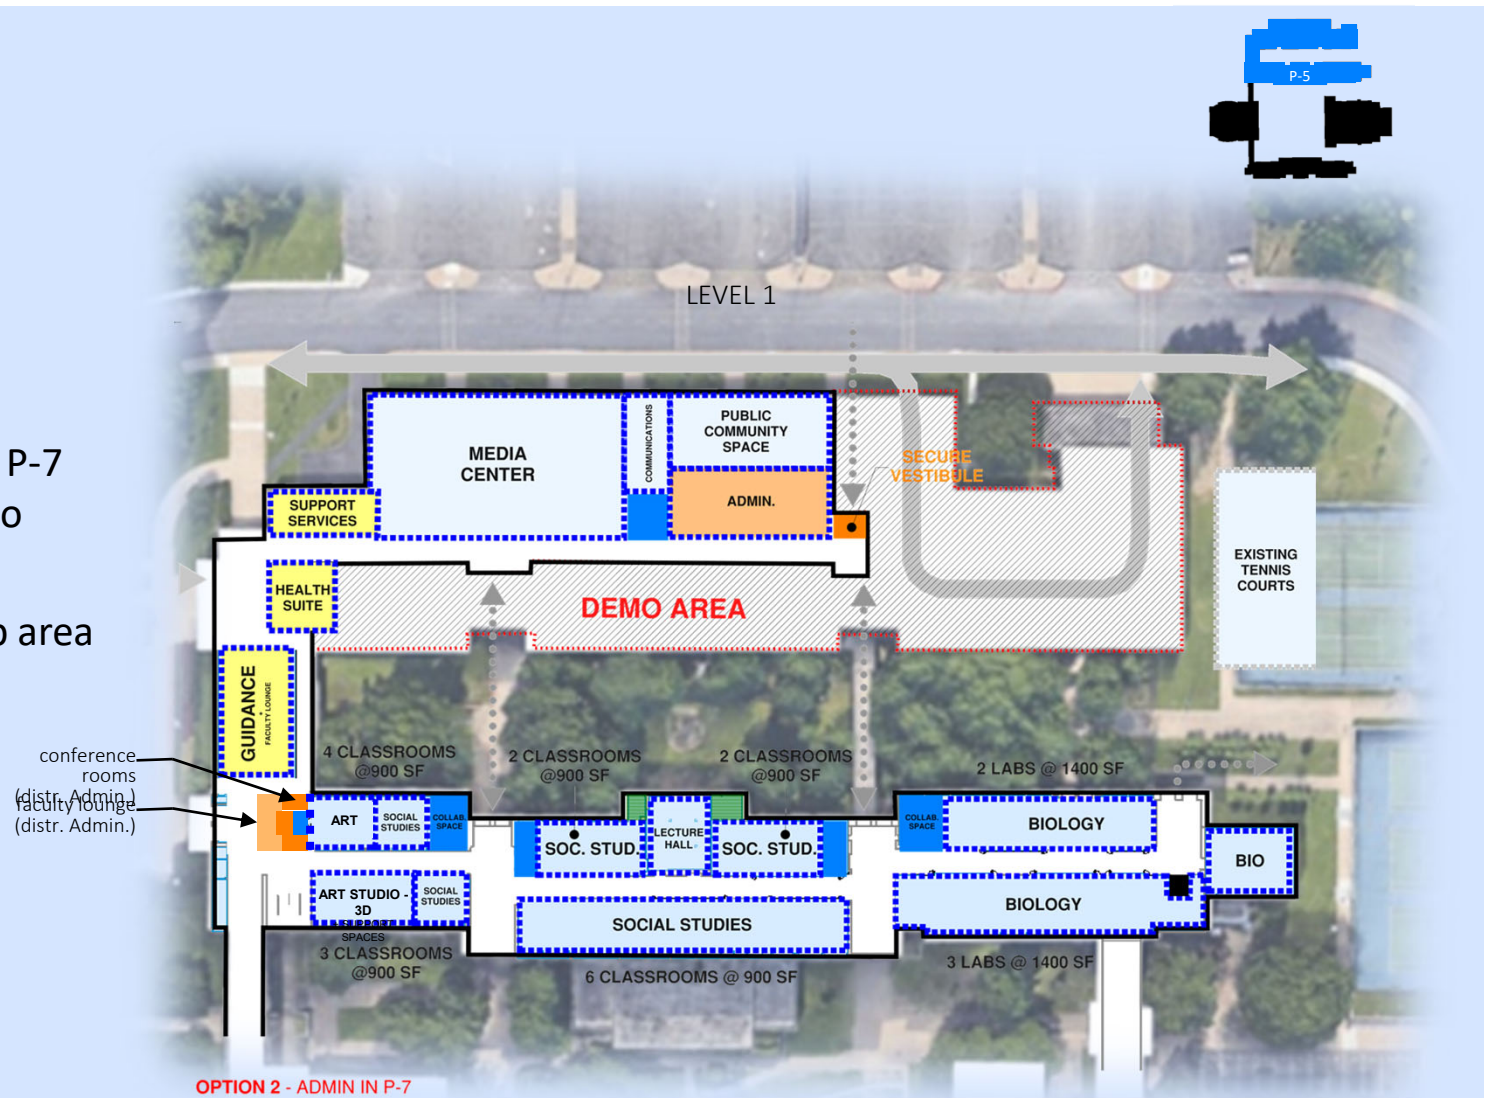 P-5
LEVEL 1
P-7
o
area
MEDIA
CENTER
COMMUNICATIONS
PUBLIC
COMMUNITY
SPACE
ADMIN.
SECURE
VESTIBULE
SUPPORT
SERVICES
HEALTH
SUITE
DEMO AREA
EXISTING
TENNIS
COURTS
GUIDANCE
FACULTY LOUNGE
conference
rooms
(distr. Admin.)
faculty lounge
(distr. Admin.)
4 CLASSROOMS
@900 SF
2 CLASSROOMS
@900 SF
2 CLASSROOMS
@900 SF
2 LABS @ 1400 SF
ART
SOCIAL
STUDIES
COLLAB.
SPACE
SOC. STUD.
LECTURE
HALL
SOC. STUD.
COLLAB.
SPACE
BIOLOGY
BIO
ART STUDIO -
3D
SUPPORT
SPACES
SOCIAL
STUDIES
SOCIAL STUDIES
BIOLOGY
3 CLASSROOMS
@900 SF
6 CLASSROOMS @ 900 SF
3 LABS @ 1400 SF
OPTION 2 - ADMIN IN P-7